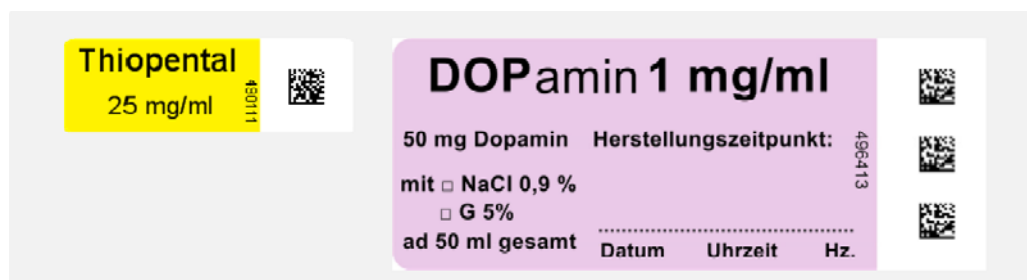 Thiopental
25 mg/ml
490111
DOPamin 1 mg/ml
50 mg Dopamin
Herstellungszeitpunkt:
496413
mit □ NaCl 0,9 %
□ G 5%
ad 50 ml gesamt
Datum Uhrzeit Hz.